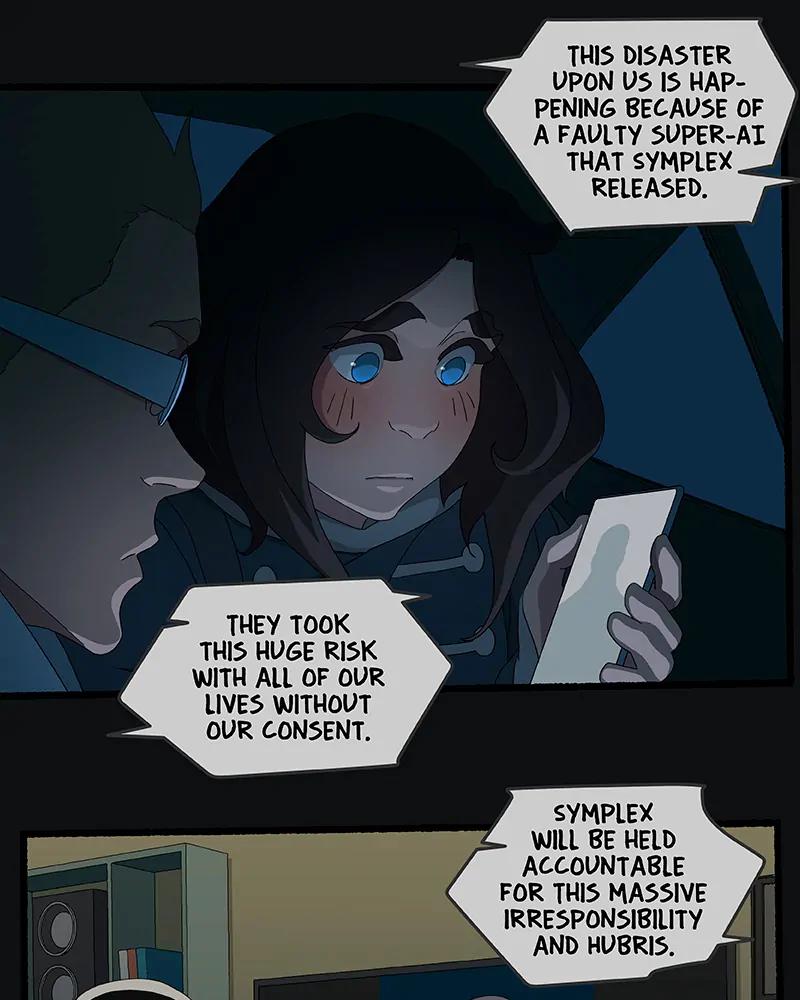 THIS DISASTER
UPON US IS HAP-
PENING BECAUSE OF
A FAULTY SUPER-AI
THAT SYMPLEX
RELEASED.
THEY TOOK
THIS HUGE RISK
WITH ALL OF OUR
LIVES WITHOUT
OUR CONSENT.
SYMPLEX
WILL BE HELD
ACCOUNTABLE
FOR THIS MASSIVE
IRRESPONSIBILITY
AND HUBRIS.